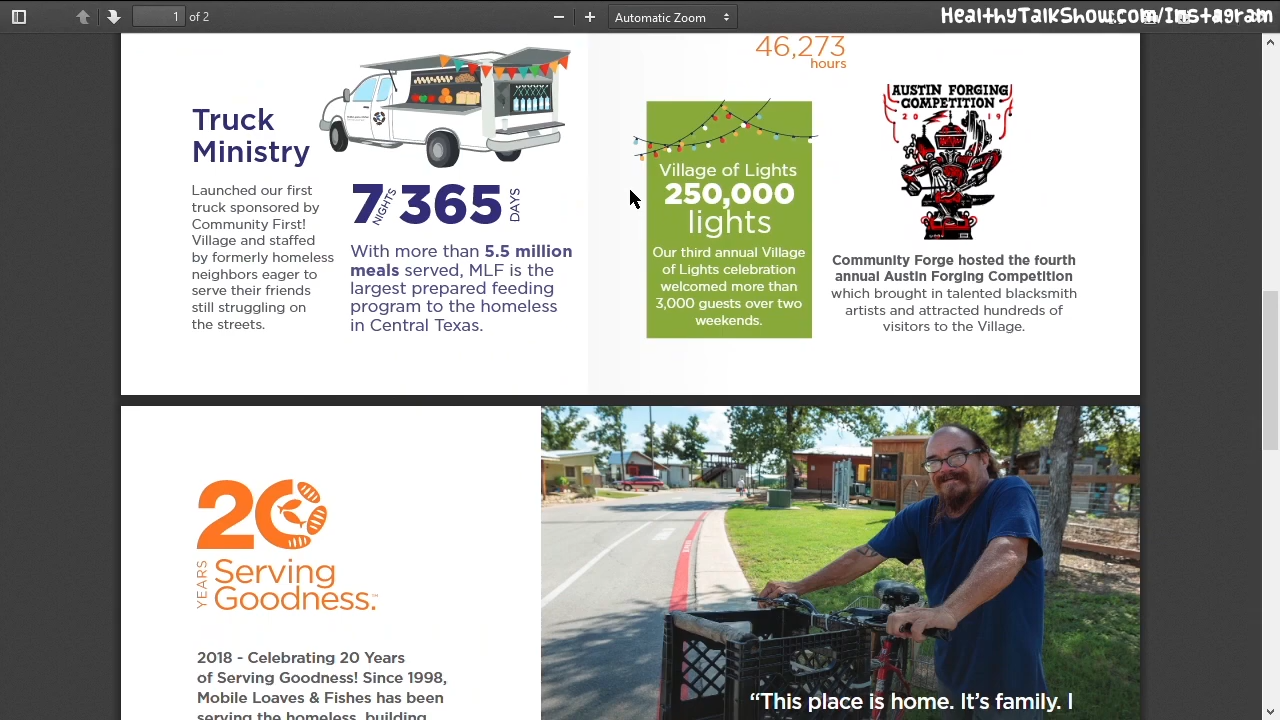 1 of 2
Automatic Zoom
HealthyTalkShow.com/Instagram
46,273
hours
Truck
Ministry
Launched our first
truck sponsored by
Community First!
Village and staffed
by formerly homeless
neighbors eager to
serve their friends
still struggling on
the streets.
7 NIGHTS 365 DAYS
With more than 5.5 million
meals served, MLF is the
largest prepared feeding
program to the homeless
in Central Texas.
Village of Lights
250,000
lights
Our third annual Village
of Lights celebration
welcomed more than
3,000 guests over two
weekends.
AUSTIN FORGING
COMPETITION
2019
Community Forge hosted the fourth
annual Austin Forging Competition
which brought in talented blacksmith
artists and attracted hundreds of
visitors to the Village.
20
YEARS
Serving
Goodness.™
2018 - Celebrating 20 Years
of Serving Goodness! Since 1998,
Mobile Loaves & Fishes has been
serving the homeless, building
“This place is home. It’s family. I